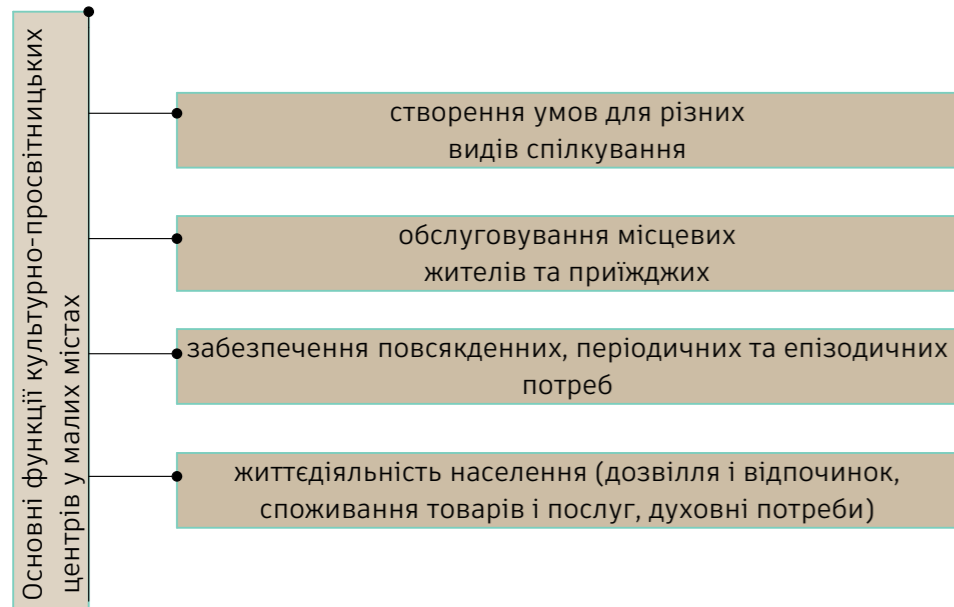 Основні функції культурно-просвітницьких
центрів у малих містах
створення умов для різних
видів спілкування
обслуговування місцевих
жителів та приїжджих
забезпечення повсякденних, періодичних та епізодичних
потреб
життєдіяльність населення (дозвілля і відпочинок,
споживання товарів і послуг, духовні потреби)